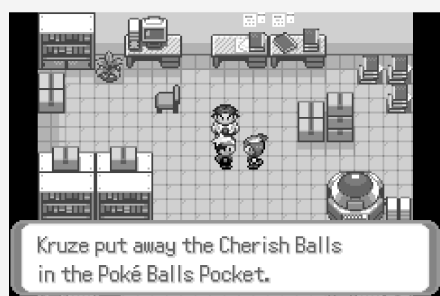 Kruze put away the Cherish Balls
in the Poké Balls Pocket.